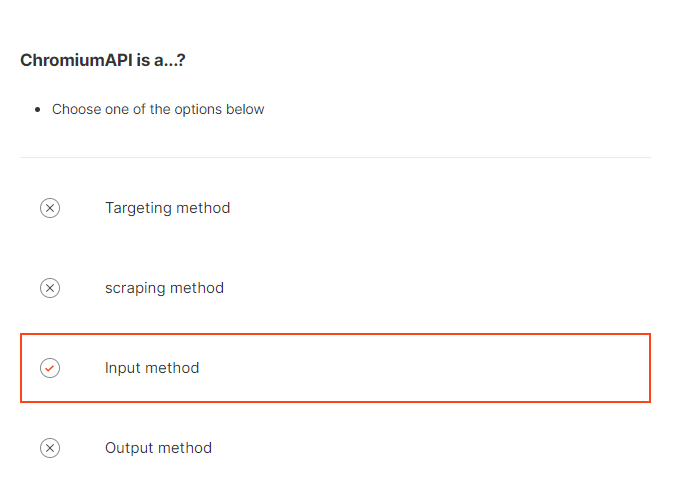 ChromiumAPI is a...?
Choose one of the options below
Targeting method
scraping method
Input method
Output method